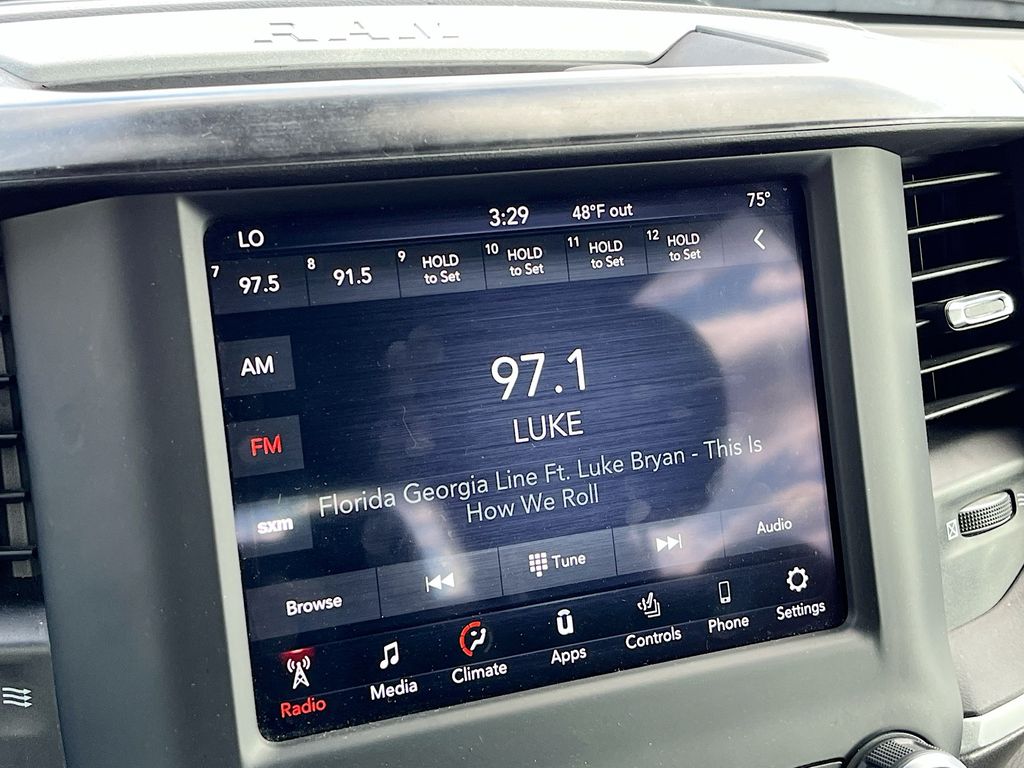 RAM
LO 3:29 48°F out 75°
7 97.5 8 91.5 9 HOLD to Set 10 HOLD to Set 11 HOLD to Set 12 HOLD to Set
AM
97.1
LUKE
FM
Florida Georgia Line Ft. Luke Bryan - This Is
How We Roll
sxm
Browse Tune Audio
Radio Media Climate Apps Controls Phone Settings